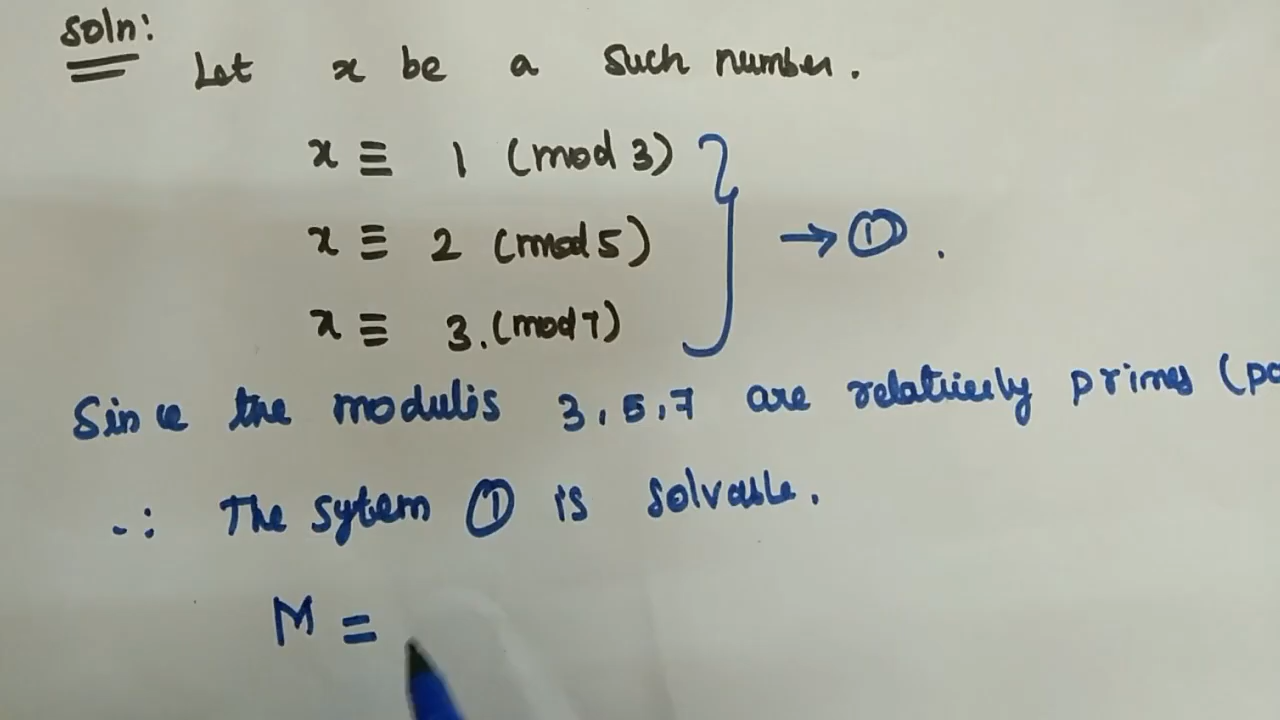 Soln:
Let x be a such number.
x ≡ 1 (mod 3)
x ≡ 2 (mod 5) → ①.
x ≡ 3. (mod 7)
Since the modulis 3, 5, 7 are relatively primes (pa
∴ The sytem ① is solvable.
M =